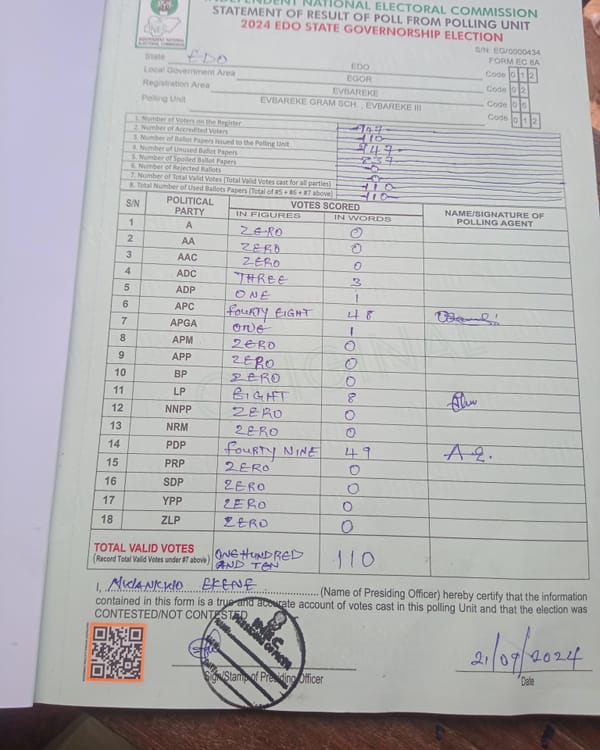 INDEPENDENT NATIONAL ELECTORAL COMMISSION
STATEMENT OF RESULT OF POLL FROM POLLING UNIT
2024 EDO STATE GOVERNORSHIP ELECTION
S/N: EG/0000434
FORM EC 8A
State EDO EDO Code 0 1 2
Local Government Area EGOR Code 0 2
Registration Area EVBAREKE Code 0 6
Polling Unit EVBAREKE GRAM SCH., EVBAREKE III Code 0 1 2
1. Number of Voters on the Register 947
2. Number of Accredited Voters 110
3. Number of Ballot Papers Issued to the Polling Unit 947
4. Number of Unused Ballot Papers 837
5. Number of Spoiled Ballot Papers 0
6. Number of Rejected Ballots 0
7. Number of Total Valid Votes (Total Valid Votes cast for all parties) 110
8. Total Number of Used Ballots Papers (Total of #5 + #6 + #7 above) 110
S/N POLITICAL PARTY VOTES SCORED NAME/SIGNATURE OF POLLING AGENT
IN FIGURES IN WORDS
1 A ZERO 0
2 AA ZERO 0
3 AAC ZERO 0
4 ADC THREE 3
5 ADP ONE 1
6 APC FOURTY EIGHT 48
7 APGA ONE 1
8 APM ZERO 0
9 APP ZERO 0
10 BP ZERO 0
11 LP EIGHT 8
12 NNPP ZERO 0
13 NRM ZERO 0
14 PDP FOURTY NINE 49 A.E.
15 PRP ZERO 0
16 SDP ZERO 0
17 YPP ZERO 0
18 ZLP ZERO 0
TOTAL VALID VOTES ONE HUNDRED AND TEN 110
(Record Total Valid Votes under #7 above)
I, EKENE (Name of Presiding Officer) hereby certify that the information
contained in this form is a true and accurate account of votes cast in this polling Unit and that the election was
CONTESTED/NOT CONTESTED
INEC
21/09/2024
Sign/Stamp of Presiding Officer
Date
ORIGINAL